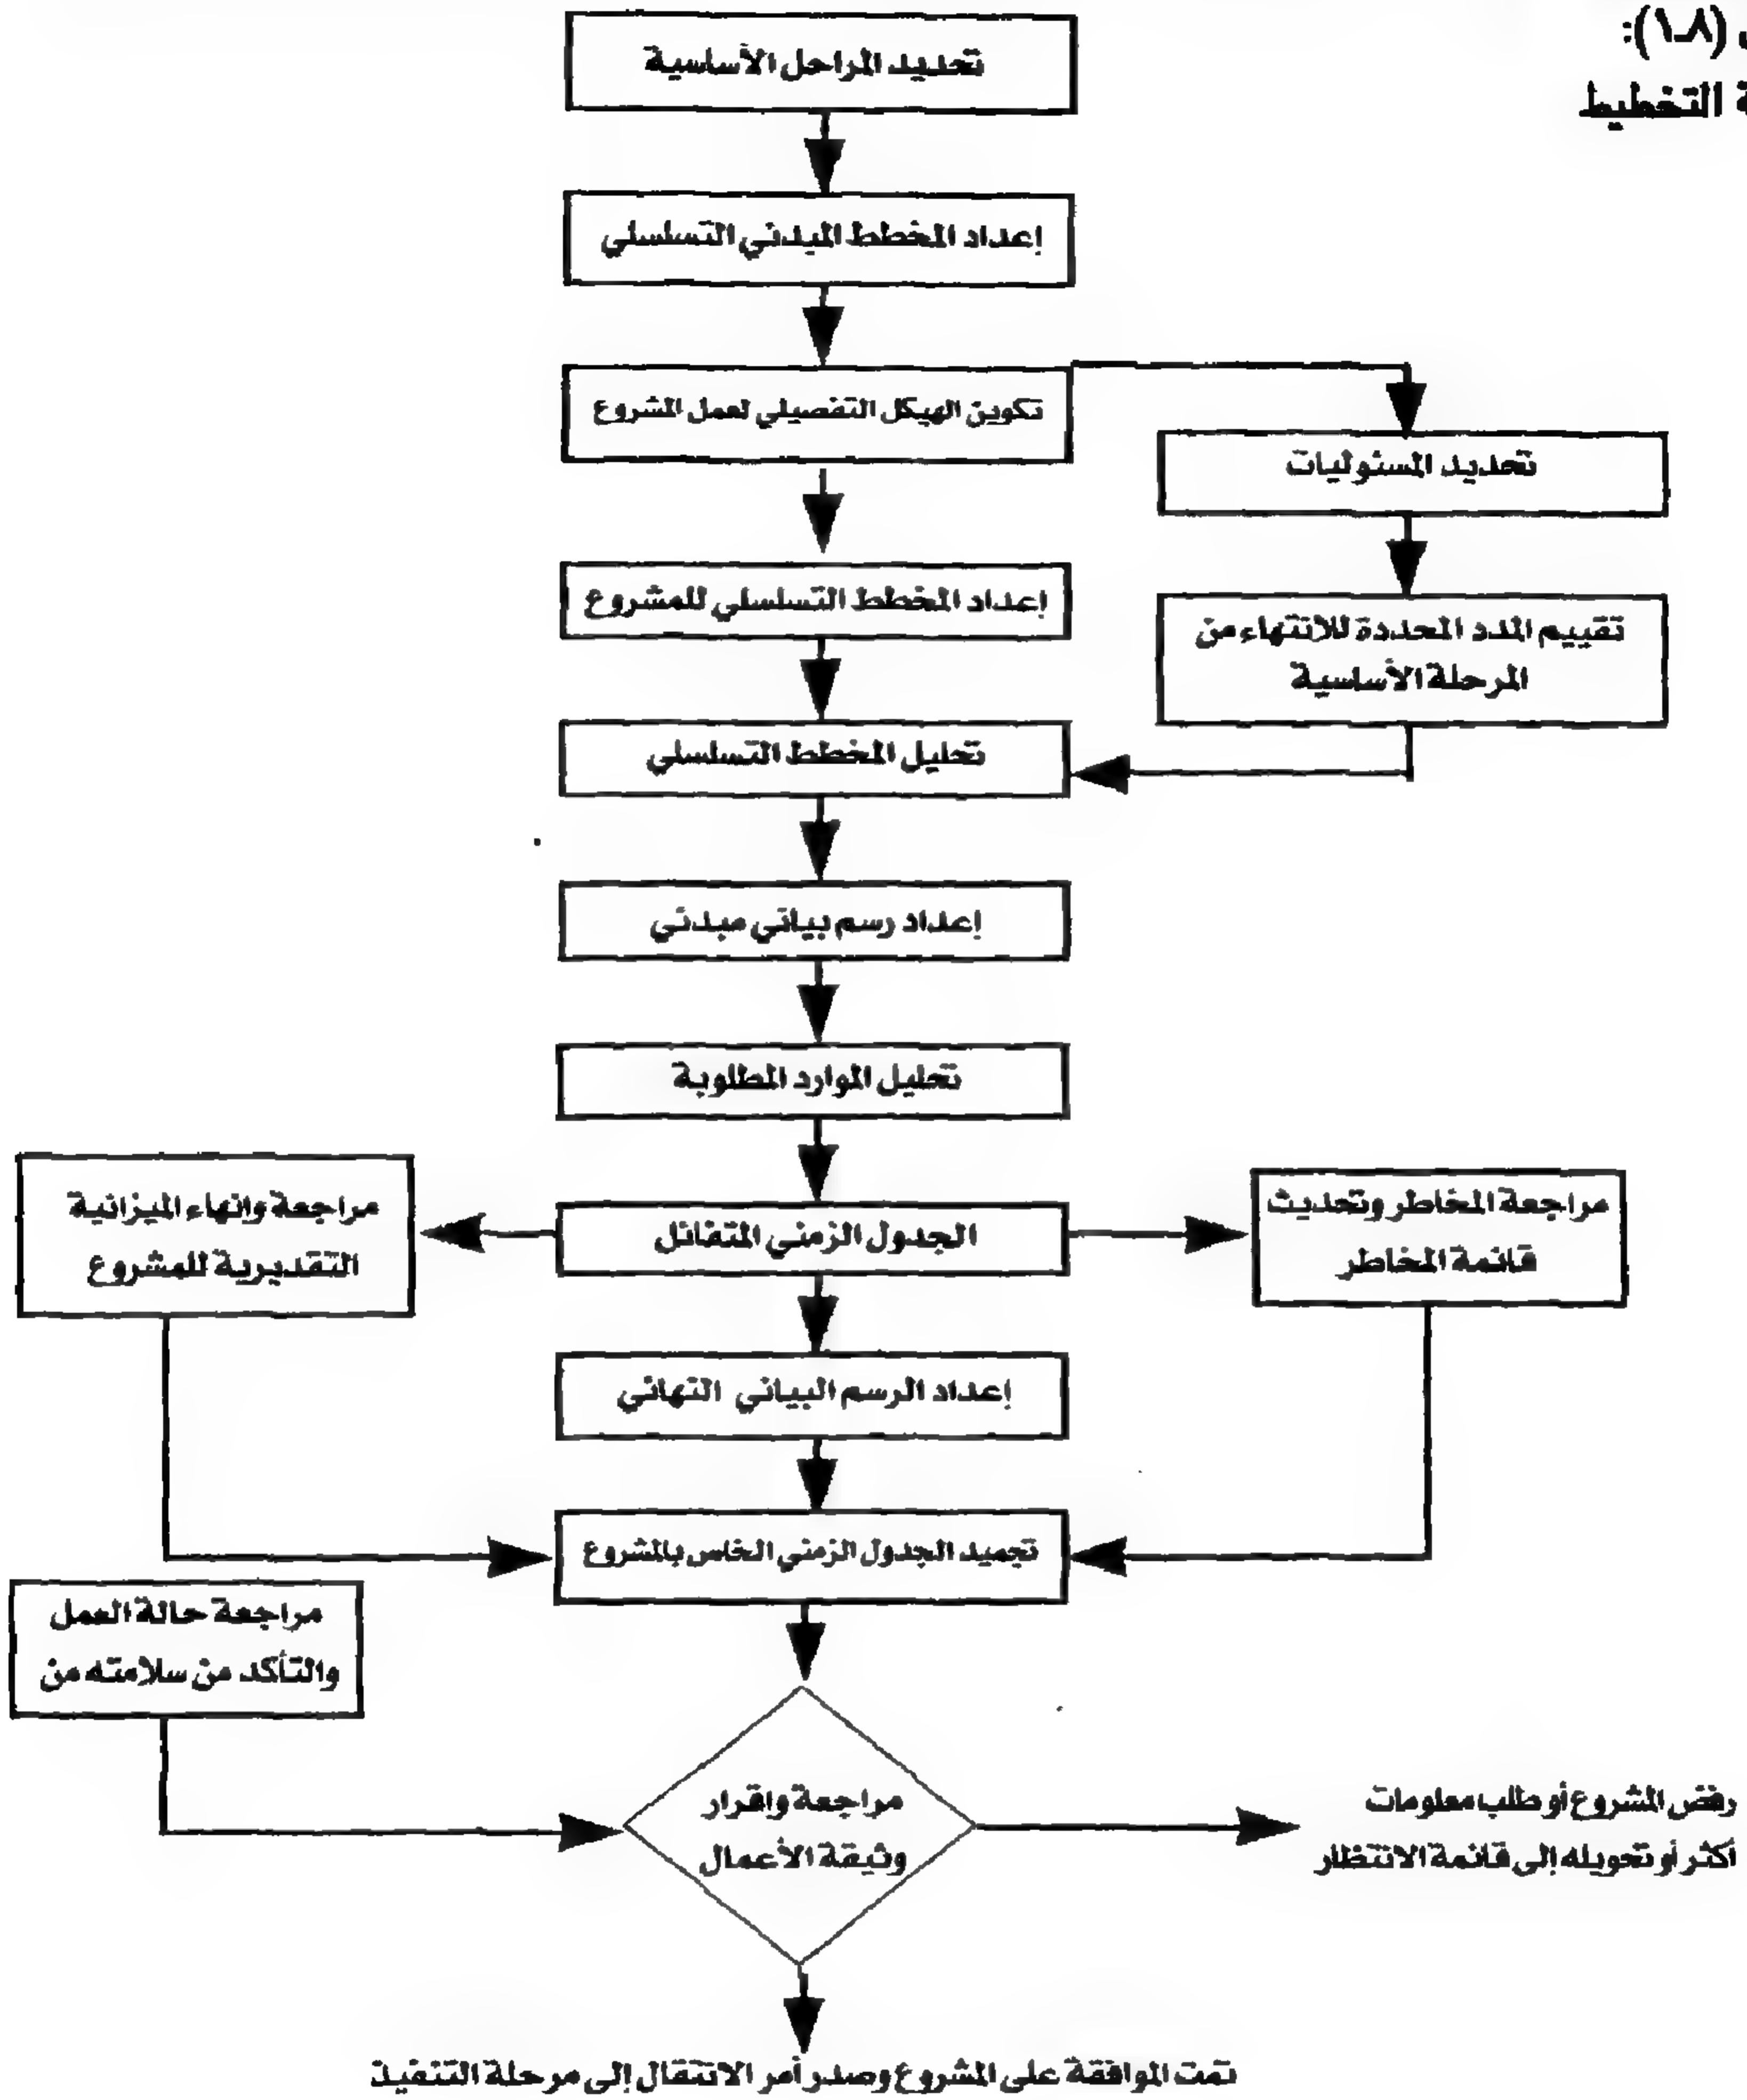 (٨ـ١):
التخطيط
تحديد المراحل الأساسية
إعداد المخطط المبدئي التسلسلي
تكوين الهيكل التفصيلي لعمل المشروع
تحديد المسئوليات
إعداد المخطط التسلسلي للمشروع
تقييم المدد المحددة للانتهاء من
المرحلة الأساسية
تحليل المخطط التسلسلي
إعداد رسم بياني مبدئي
تحليل الموارد المطلوبة
مراجعة المخاطر وتحديث
قائمة المخاطر
الجدول الزمني المتفائل
مراجعة وانهاء الميزانية
التقديرية للمشروع
إعداد الرسم البياني النهائي
تجميد الجدول الزمني الخاص بالمشروع
مراجعة حالة العمل
والتأكد من سلامته من
مراجعة واقرار
وثيقة الأعمال
رفض المشروع أو طلب معلومات
أكثر أو تحويله إلى قائمة الانتظار
تمت الموافقة على المشروع وصدر أمر الانتقال إلى مرحلة التنفيذ